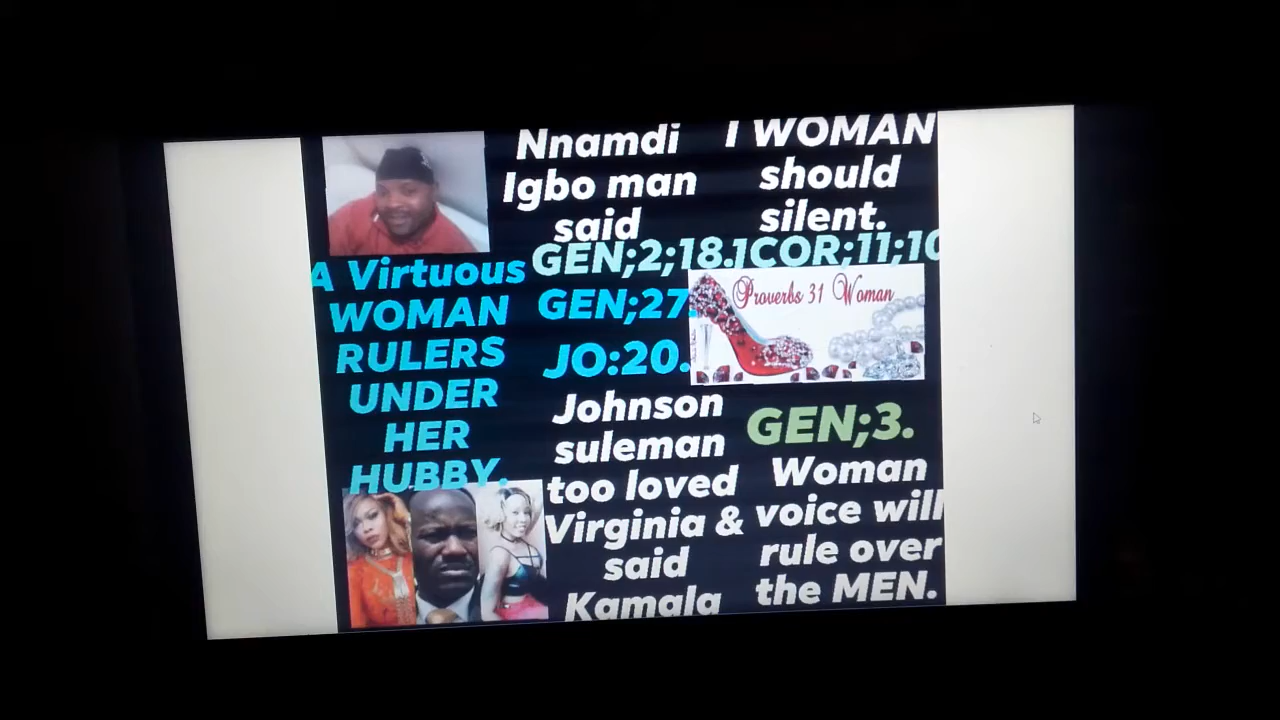 Nnamdi
Igbo man
said
I WOMAN
should
silent.
GEN;2;18.1COR;11;10
A Virtuous
WOMAN
RULERS
UNDER
HER
HUBBY.
GEN;27.
JO:20.
Proverbs 31 Woman
Johnson
suleman
too loved
Virginia &
said
Kamala
GEN;3.
Woman
voice will
rule over
the MEN.